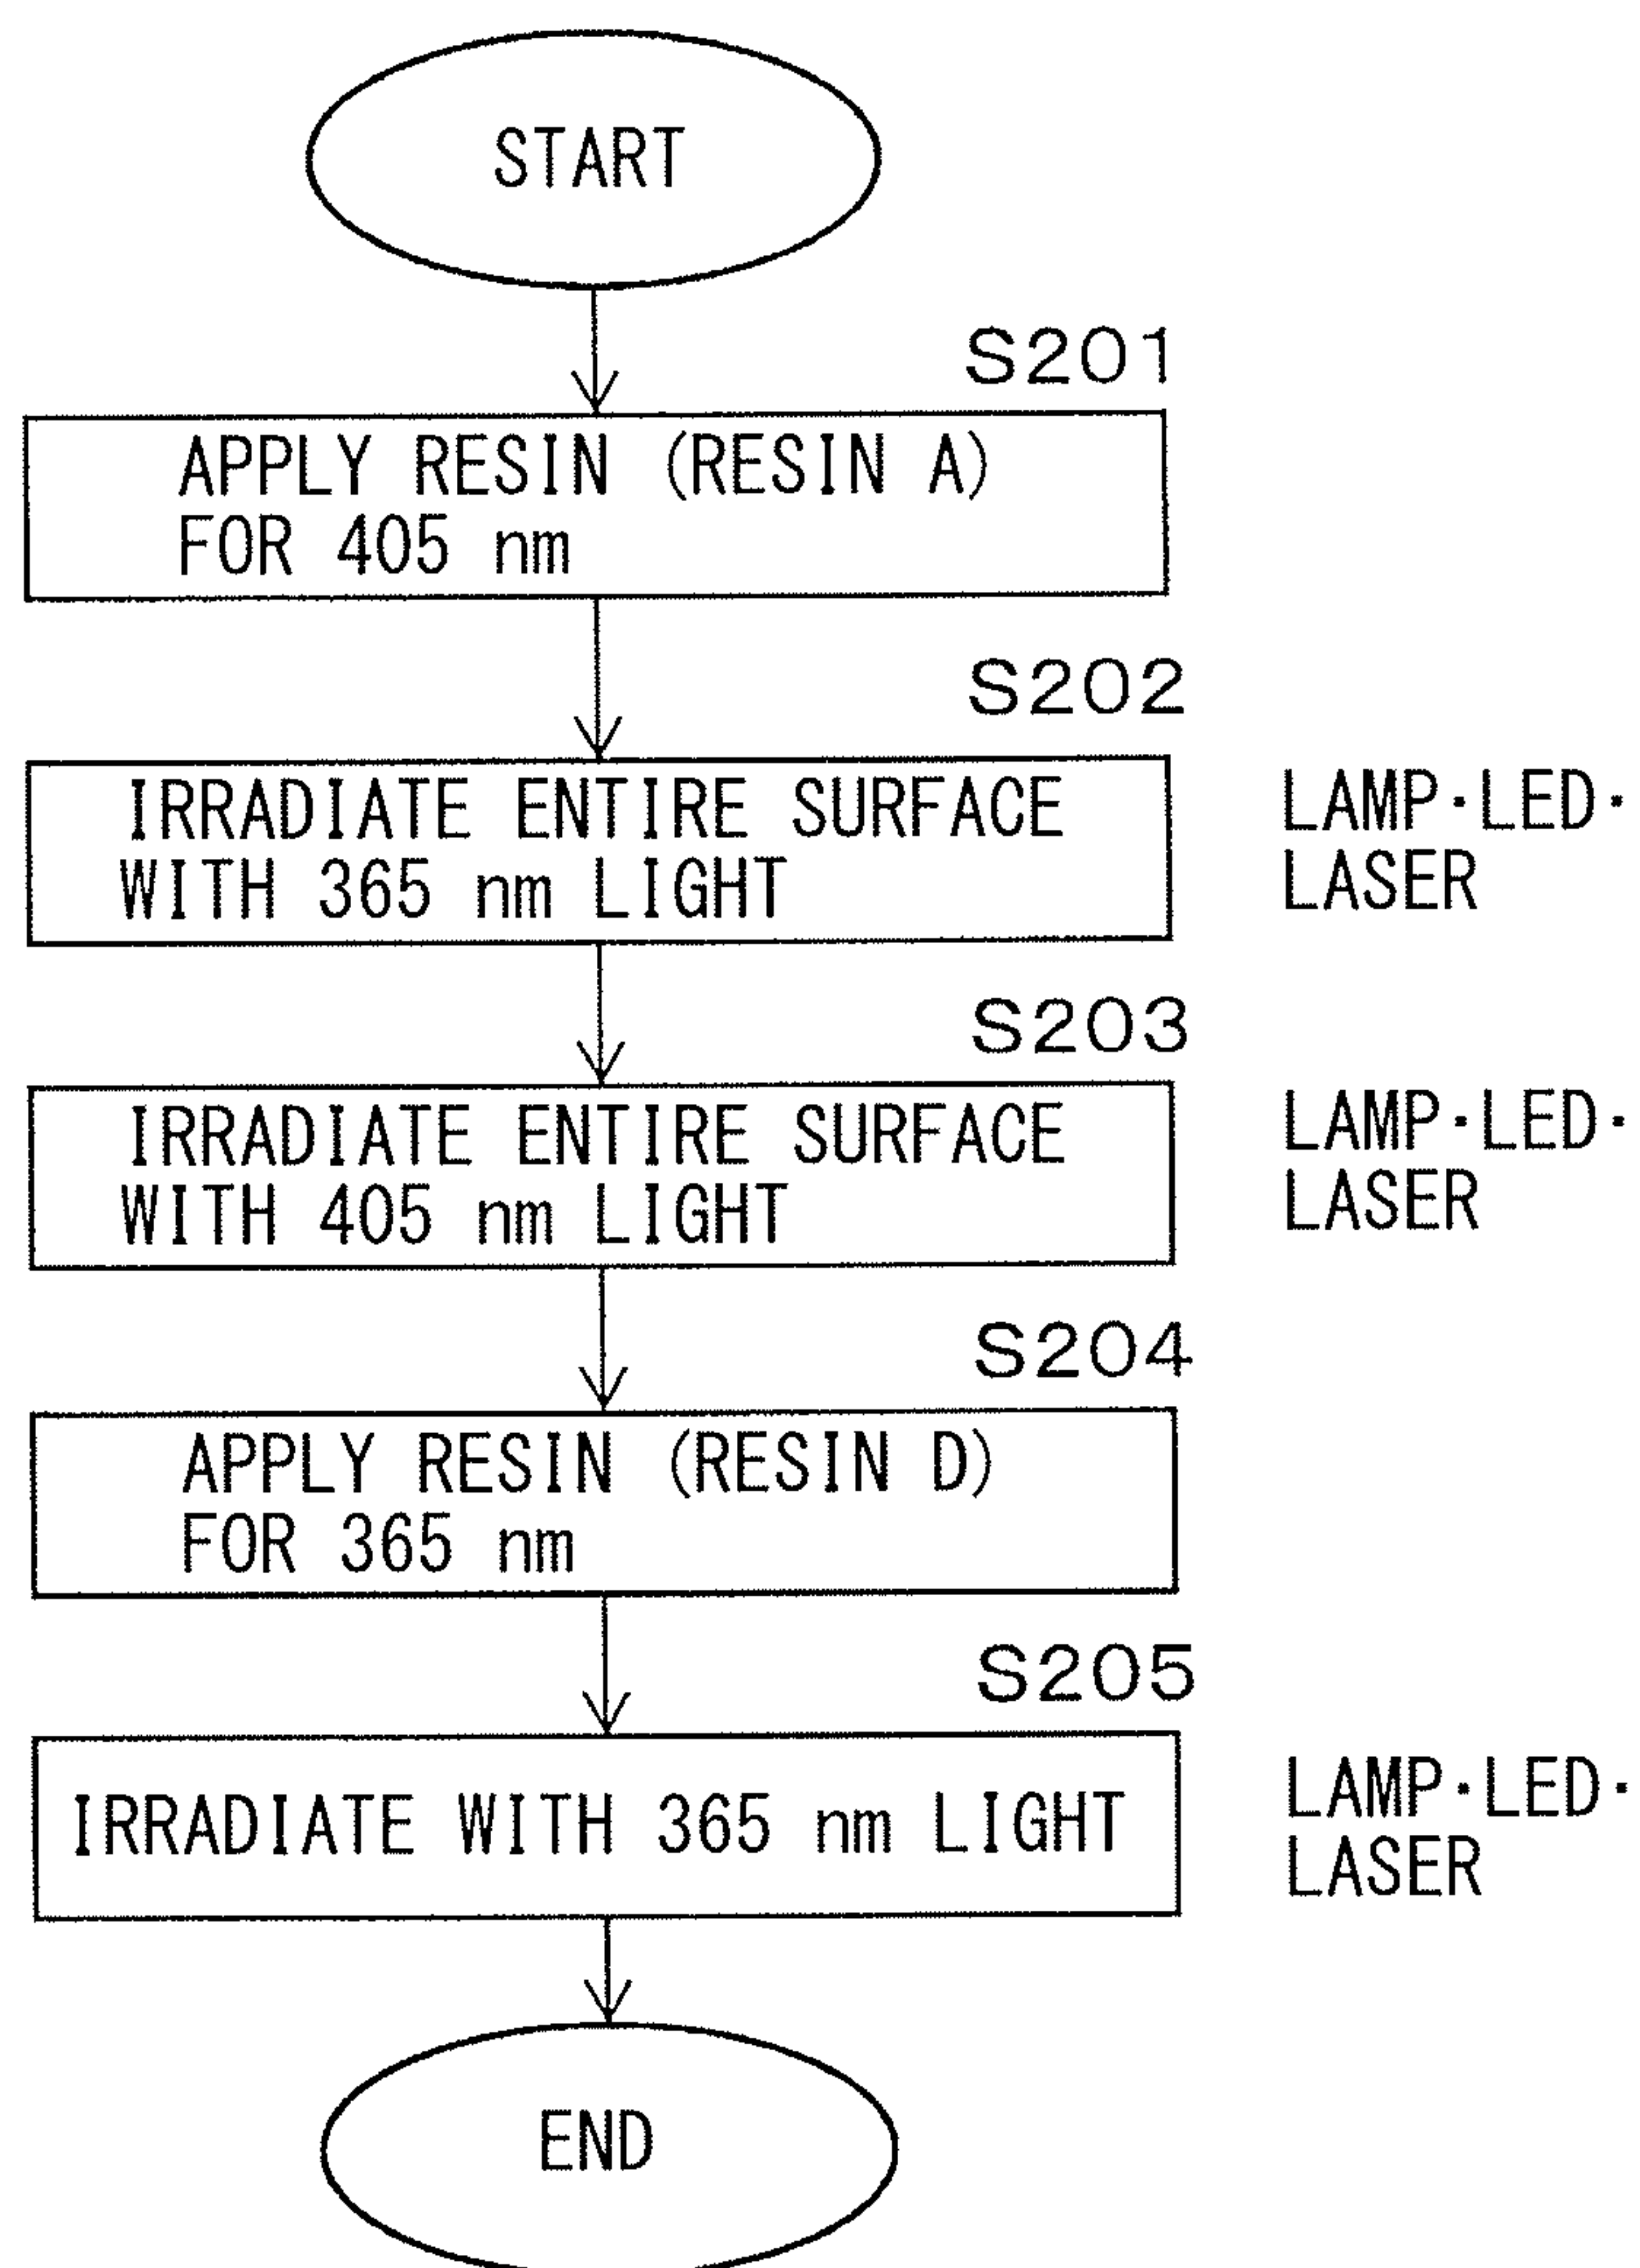 START
S201
APPLY RESIN (RESIN A)
FOR 405 nm
S202
IRRADIATE ENTIRE SURFACE
WITH 365 nm LIGHT
LAMP·LED·
LASER
S203
IRRADIATE ENTIRE SURFACE
WITH 405 nm LIGHT
LAMP·LED·
LASER
S204
APPLY RESIN (RESIN D)
FOR 365 nm
S205
IRRADIATE WITH 365 nm LIGHT
LAMP·LED·
LASER
END